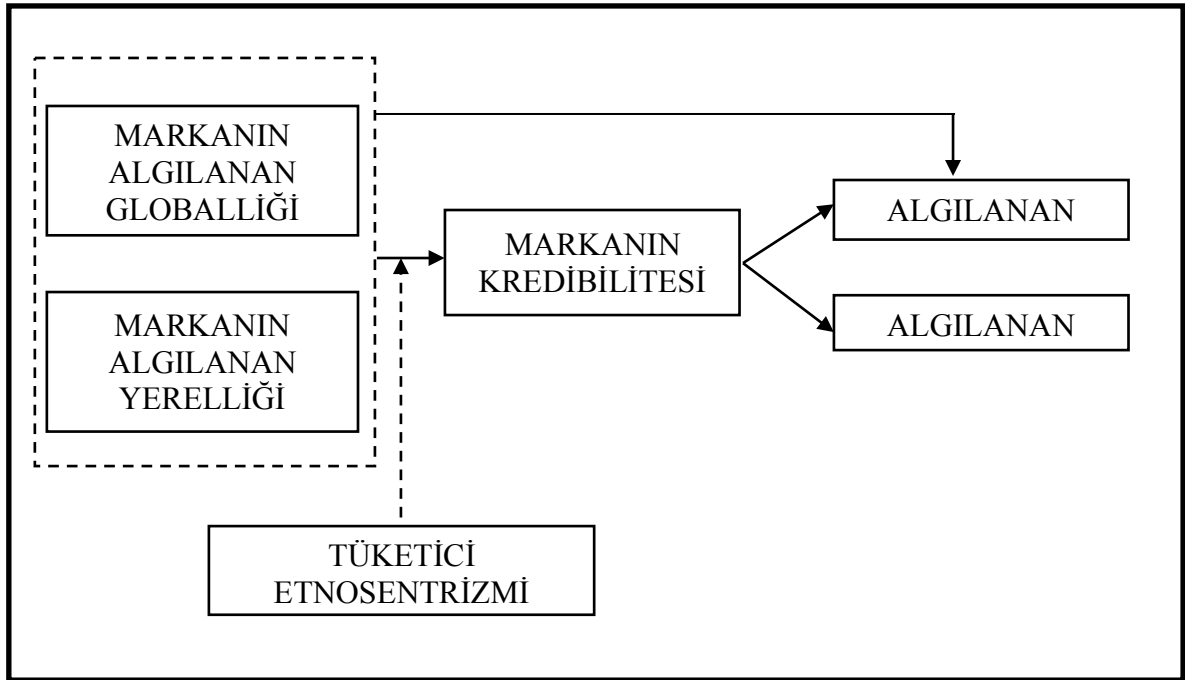 MARKANIN
ALGILANAN
GLOBALLİĞİ
MARKANIN
ALGILANAN
YERELLİĞİ
MARKANIN
KREDİBİLİTESİ
ALGILANAN
ALGILANAN
TÜKETİCİ
ETNOSENTRİZMİ